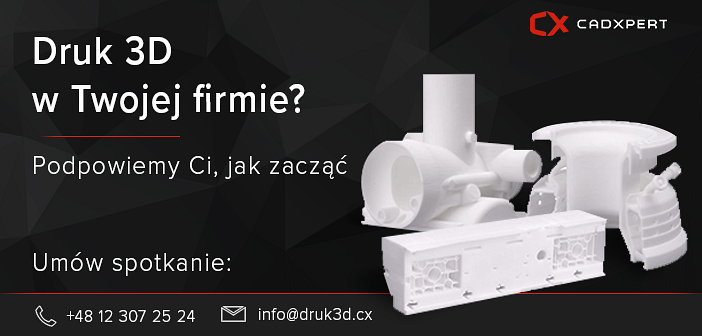 CX CADXPERT
Druk 3D
w Twojej firmie?
Podpowiemy Ci, jak zacząć
Umów spotkanie:
+48 12 307 25 24 info@druk3d.cx